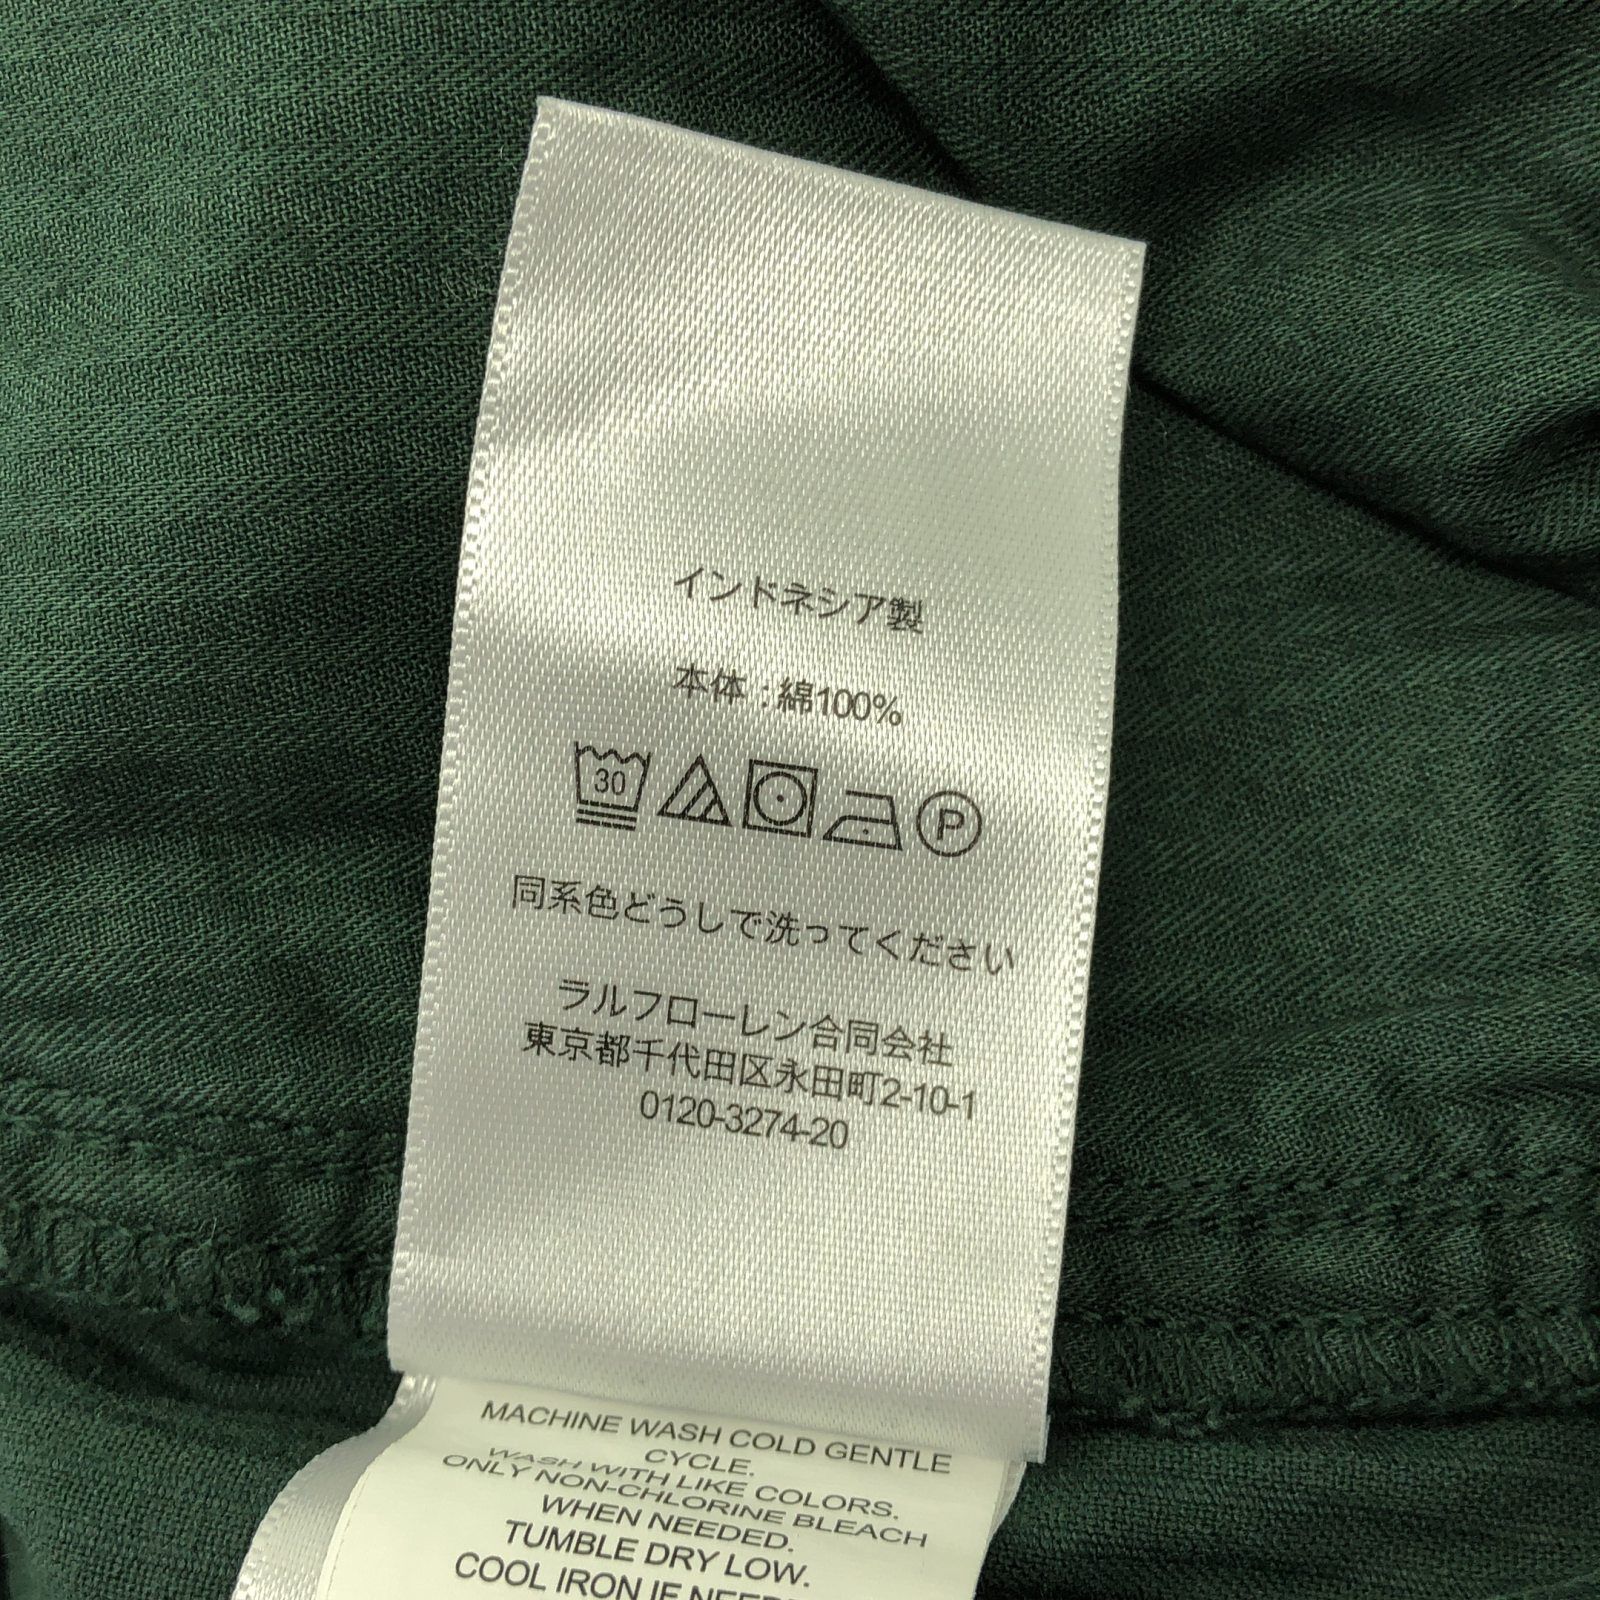 インドネシア製
本体 : 綿100%
30 P
同系色どうしで洗ってください
ラルフローレン合同会社
東京都千代田区永田町2-10-1
0120-3274-20
MACHINE WASH COLD GENTLE
CYCLE.
WASH WITH LIKE COLORS.
ONLY NON-CHLORINE BLEACH
WHEN NEEDED.
TUMBLE DRY LOW.
COOL IRON IF